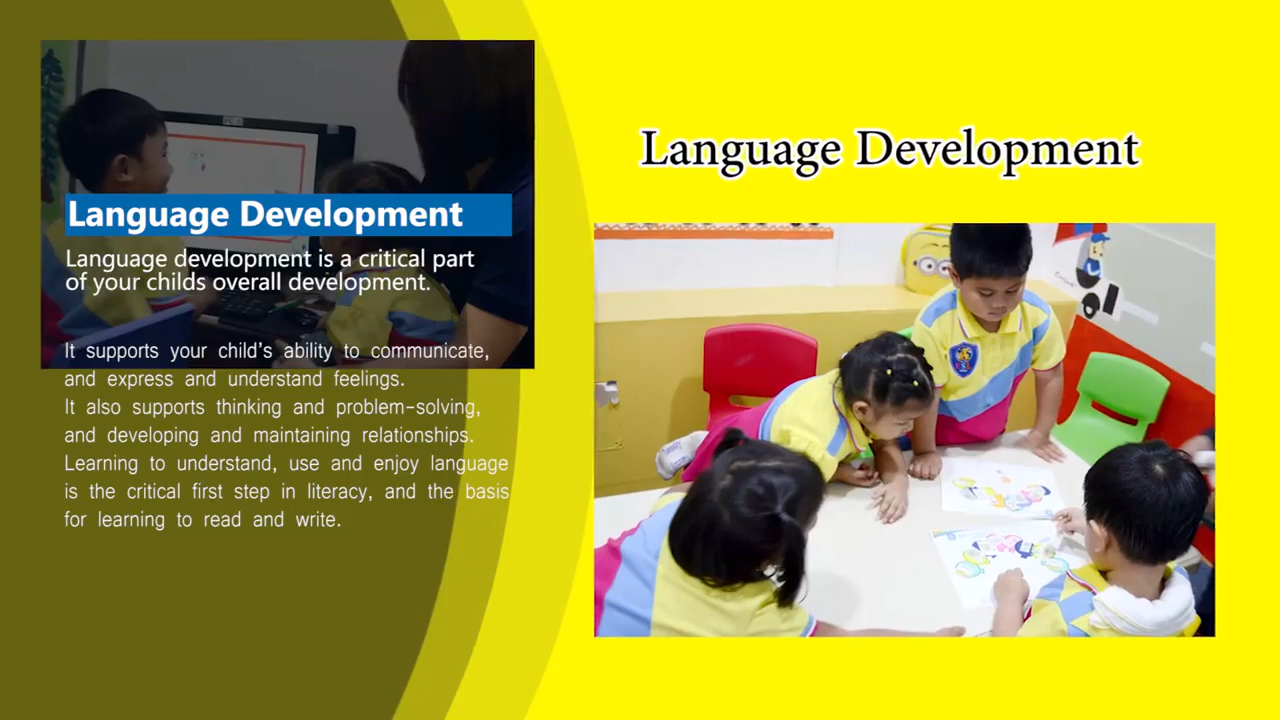 Language Development
Language development is a critical part
of your childs overall development.
It supports your child's ability to communicate,
and express and understand feelings.
It also supports thinking and problem-solving,
and developing and maintaining relationships.
Learning to understand, use and enjoy language
is the critical first step in literacy, and the basis
for learning to read and write.
Language Development